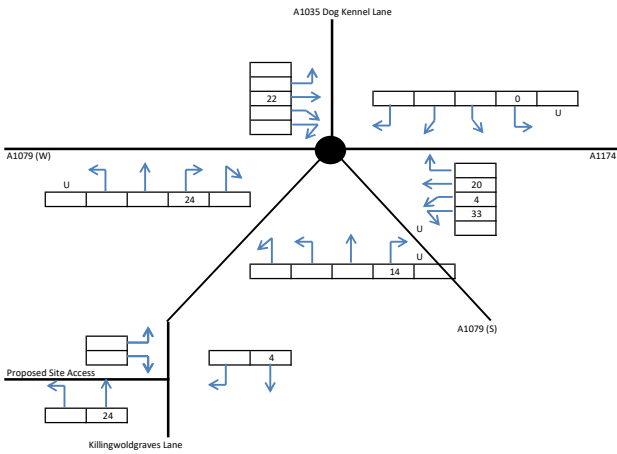 A1035 Dog Kennel Lane
22
0
U
A1079 (W)
A1174
U
24
20
4
33
U
U
14
A1079 (S)
4
Proposed Site Access
24
Killingwoldgraves Lane